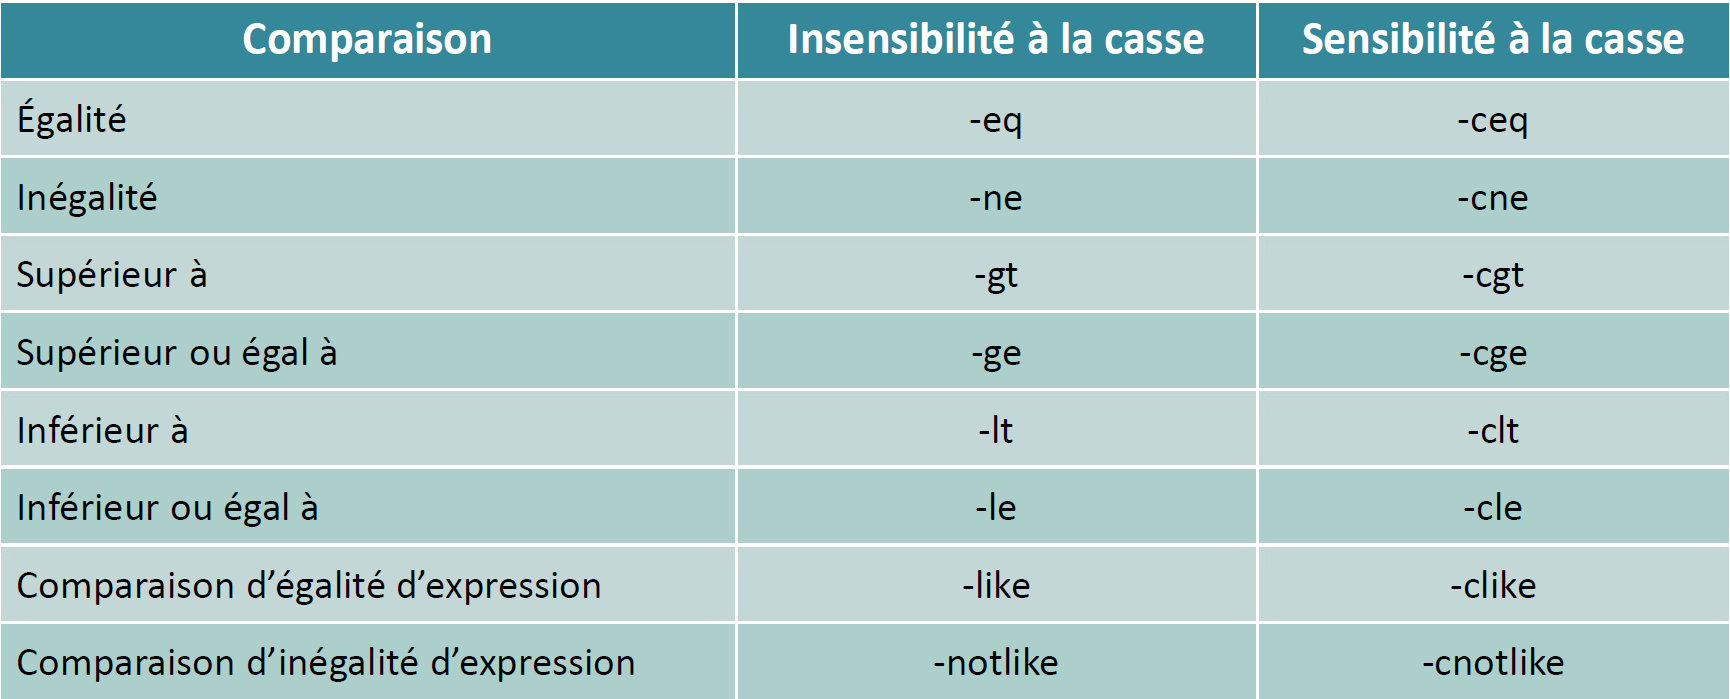 Comparaison Insensibilité à la casse Sensibilité à la casse
Égalité -eq -ceq
Inégalité -ne -cne
Supérieur à -gt -cgt
Supérieur ou égal à -ge -cge
Inférieur à -lt -clt
Inférieur ou égal à -le -cle
Comparaison d’égalité d’expression -like -clike
Comparaison d’inégalité d’expression -notlike -cnotlike